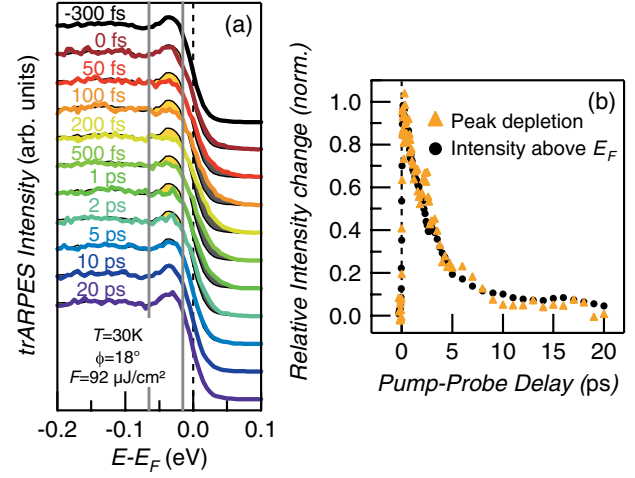 (a)
-300 fs
0 fs
50 fs
100 fs
200 fs
500 fs
1 ps
2 ps
5 ps
10 ps
20 ps
T=30K
ϕ=18°
F=92 µJ/cm²
trARPES Intensity (arb. units)
-0.2 -0.1 0.0 0.1
E-E_F (eV)
(b)
Peak depletion
Intensity above E_F
Relative Intensity change (norm.)
1.0
0.8
0.6
0.4
0.2
0.0
0 5 10 15 20
Pump-Probe Delay (ps)